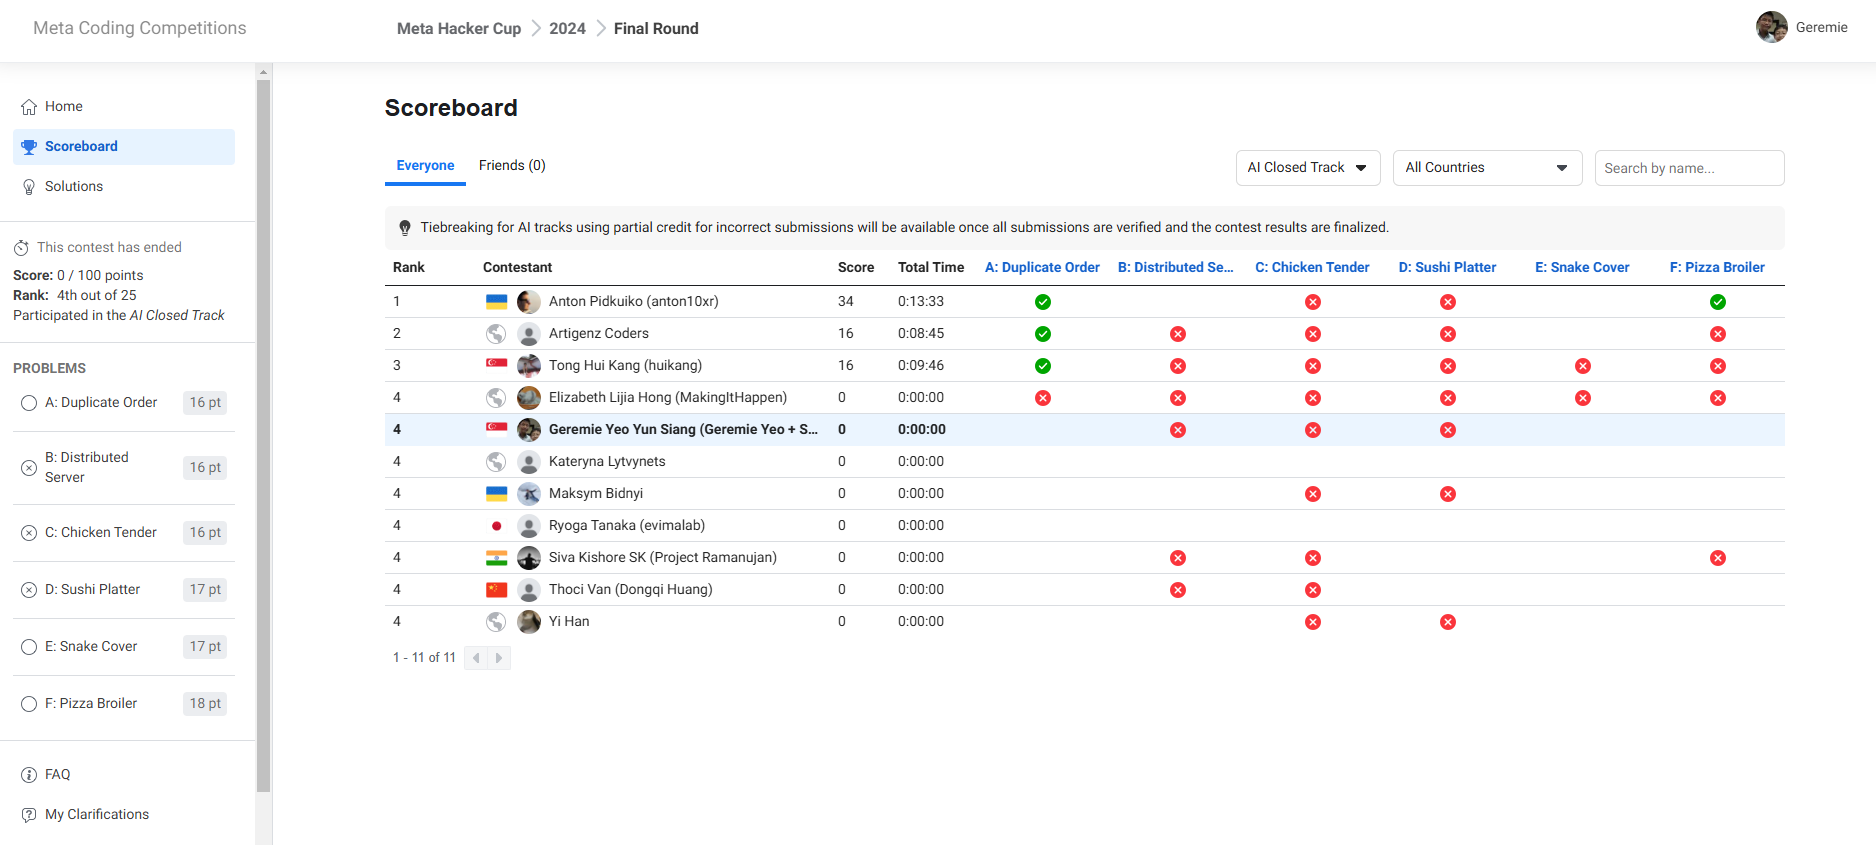 Meta Coding Competitions
Meta Hacker Cup 2024 Final Round
Geremie
Home
Scoreboard
Solutions
This contest has ended
Score: 0 / 100 points
Rank: 4th out of 25
Participated in the AI Closed Track
PROBLEMS
A: Duplicate Order 16 pt
B: Distributed
Server 16 pt
C: Chicken Tender 16 pt
D: Sushi Platter 17 pt
E: Snake Cover 17 pt
F: Pizza Broiler 18 pt
FAQ
My Clarifications
Scoreboard
Everyone Friends (0)
AI Closed Track All Countries Search by name...
Tiebreaking for AI tracks using partial credit for incorrect submissions will be available once all submissions are verified and the contest results are finalized.
Rank Contestant Score Total Time A: Duplicate Order B: Distributed Se... C: Chicken Tender D: Sushi Platter E: Snake Cover F: Pizza Broiler
1 Anton Pidkuiko (anton10xr) 34 0:13:33
2 Artigenz Coders 16 0:08:45
3 Tong Hui Kang (huikang) 16 0:09:46
4 Elizabeth Lijia Hong (MakingItHappen) 0 0:00:00
4 Geremie Yeo Yun Siang (Geremie Yeo + S... 0 0:00:00
4 Kateryna Lytvynets 0 0:00:00
4 Maksym Bidnyi 0 0:00:00
4 Ryoga Tanaka (evimalab) 0 0:00:00
4 Siva Kishore SK (Project Ramanujan) 0 0:00:00
4 Thoci Van (Dongqi Huang) 0 0:00:00
4 Yi Han 0 0:00:00
1 - 11 of 11